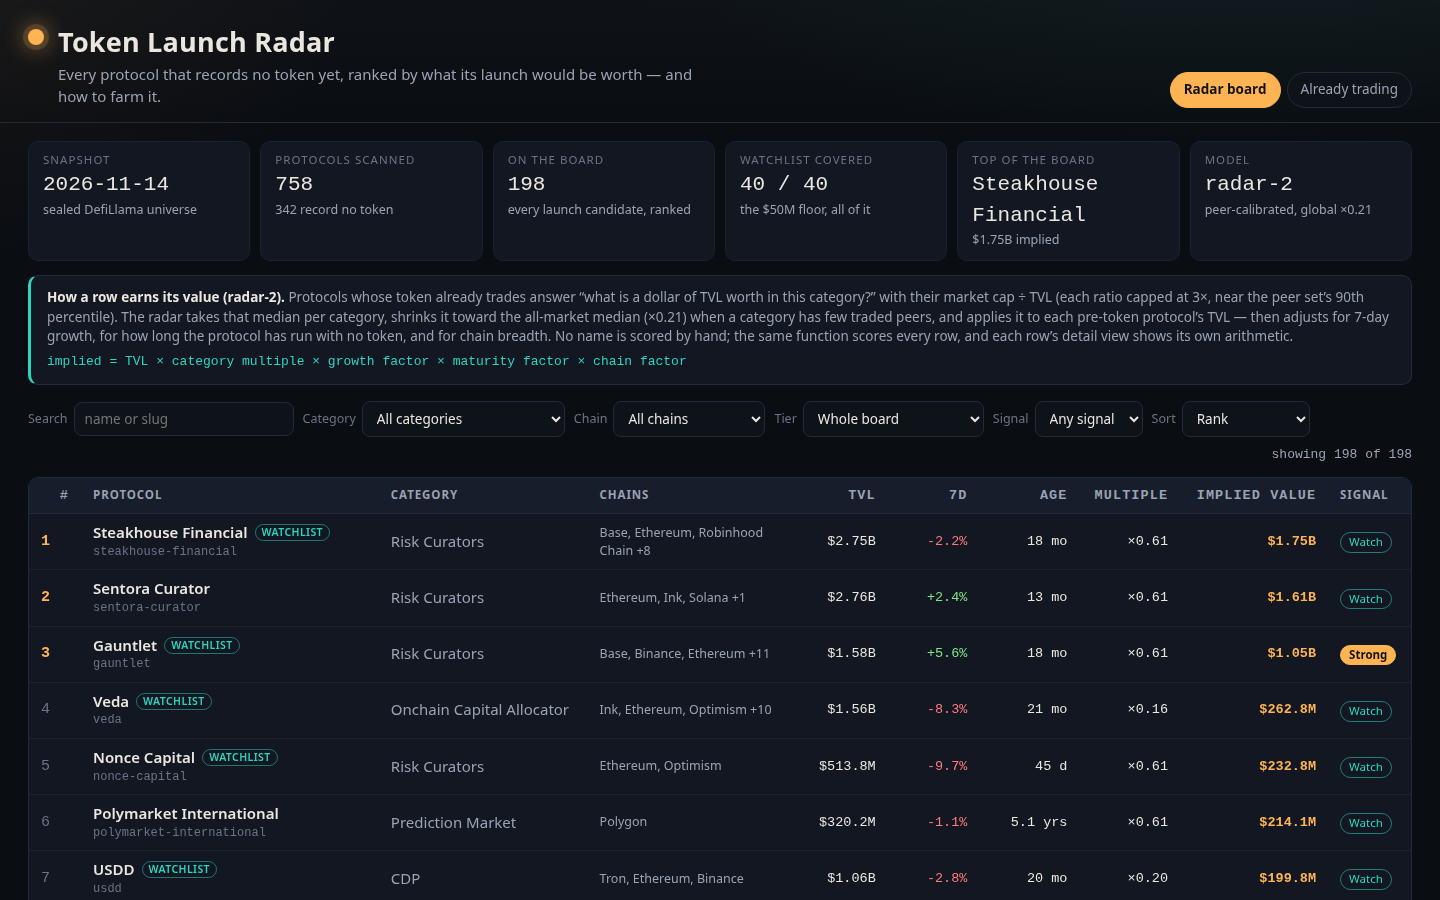 Token Launch Radar
Every protocol that records no token yet, ranked by what its launch would be worth — and
how to farm it.
Radar board
Already trading
SNAPSHOT
2026-11-14
sealed DefiLlama universe
PROTOCOLS SCANNED
758
342 record no token
ON THE BOARD
198
every launch candidate, ranked
WATCHLIST COVERED
40 / 40
the $50M floor, all of it
TOP OF THE BOARD
Steakhouse
Financial
$1.75B implied
MODEL
radar-2
peer-calibrated, global ×0.21
How a row earns its value (radar-2). Protocols whose token already trades answer “what is a dollar of TVL worth in this category?” with their market cap ÷ TVL (each ratio capped at 3×, near the peer set’s 90th
percentile). The radar takes that median per category, shrinks it toward the all-market median (×0.21) when a category has few traded peers, and applies it to each pre-token protocol’s TVL — then adjusts for 7-day
growth, for how long the protocol has run with no token, and for chain breadth. No name is scored by hand; the same function scores every row, and each row’s detail view shows its own arithmetic.
implied = TVL × category multiple × growth factor × maturity factor × chain factor
Search name or slug Category All categories Chain All chains Tier Whole board Signal Any signal Sort Rank
showing 198 of 198
# PROTOCOL CATEGORY CHAINS TVL 7D AGE MULTIPLE IMPLIED VALUE SIGNAL
1 Steakhouse Financial WATCHLIST Risk Curators Base, Ethereum, Robinhood $2.75B -2.2% 18 mo ×0.61 $1.75B Watch
steakhouse-financial Chain +8
2 Sentora Curator Risk Curators Ethereum, Ink, Solana +1 $2.76B +2.4% 13 mo ×0.61 $1.61B Watch
sentora-curator
3 Gauntlet WATCHLIST Risk Curators Base, Binance, Ethereum +11 $1.58B +5.6% 18 mo ×0.61 $1.05B Strong
gauntlet
4 Veda WATCHLIST Onchain Capital Allocator Ink, Ethereum, Optimism +10 $1.56B -8.3% 21 mo ×0.16 $262.8M Watch
veda
5 Nonce Capital WATCHLIST Risk Curators Ethereum, Optimism $513.8M -9.7% 45 d ×0.61 $232.8M Watch
nonce-capital
6 Polymarket International Prediction Market Polygon $320.2M -1.1% 5.1 yrs ×0.61 $214.1M Watch
polymarket-international
7 USDD WATCHLIST CDP Tron, Ethereum, Binance $1.06B -2.8% 20 mo ×0.20 $199.8M Watch
usdd